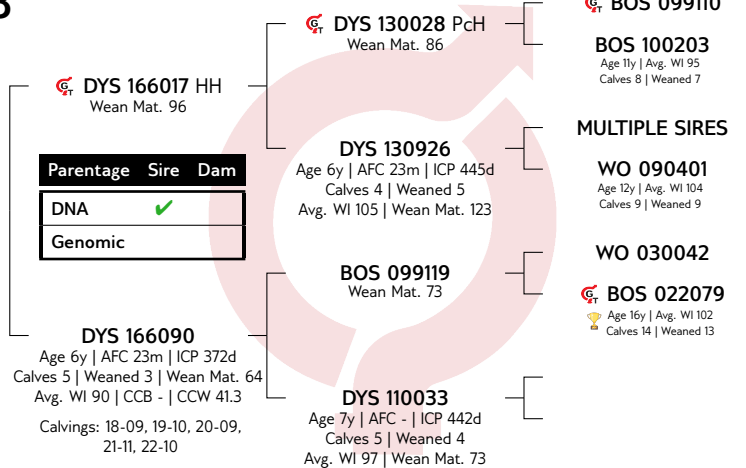 BOS 099110
DYS 130028 PcH
Wean Mat. 86
BOS 100203
Age 11y | Avg. WI 95
Calves 8 | Weaned 7
DYS 166017 HH
Wean Mat. 96
MULTIPLE SIRES
DYS 130926
Age 6y | AFC 23m | ICP 445d
Calves 4 | Weaned 5
Avg. WI 105 | Wean Mat. 123
WO 090401
Age 12y | Avg. WI 104
Calves 9 | Weaned 9
Parentage Sire Dam
DNA ✔
Genomic
WO 030042
BOS 099119
Wean Mat. 73
BOS 022079
Age 16y | Avg. WI 102
Calves 14 | Weaned 13
DYS 166090
Age 6y | AFC 23m | ICP 372d
Calves 5 | Weaned 3 | Wean Mat. 64
Avg. WI 90 | CCB - | CCW 41.3
Calvings: 18-09, 19-10, 20-09,
21-11, 22-10
DYS 110033
Age 7y | AFC - | ICP 442d
Calves 5 | Weaned 4
Avg. WI 97 | Wean Mat. 73